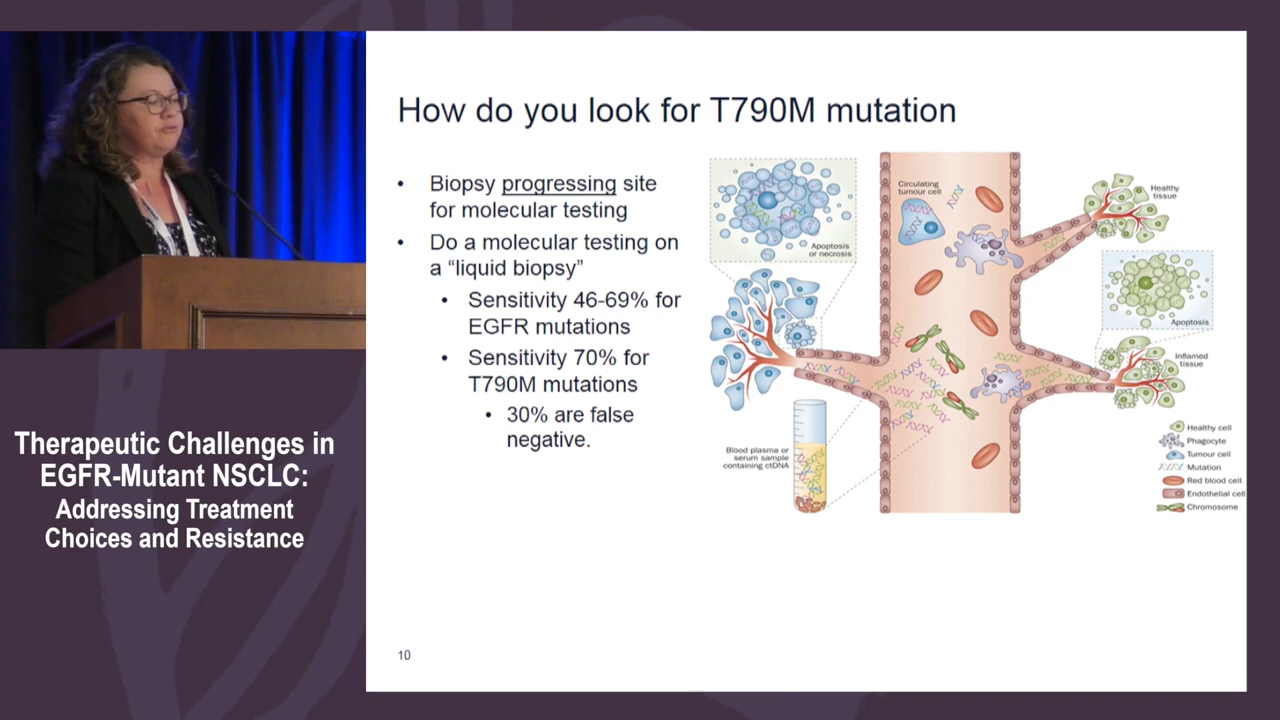 How do you look for T790M mutation
• Biopsy progressing site
for molecular testing
• Do a molecular testing on
a “liquid biopsy”
• Sensitivity 46-69% for
EGFR mutations
• Sensitivity 70% for
T790M mutations
• 30% are false
negative.
Apoptosis
or necrosis
Circulating
tumour cell
Healthy
tissue
Apoptosis
Inflamed
tissue
Blood plasma or
serum sample
containing ctDNA
Healthy cell
Phagocyte
Tumour cell
Mutation
Red blood cell
Endothelial cell
Chromosome
10
Therapeutic Challenges in
EGFR-Mutant NSCLC:
Addressing Treatment
Choices and Resistance